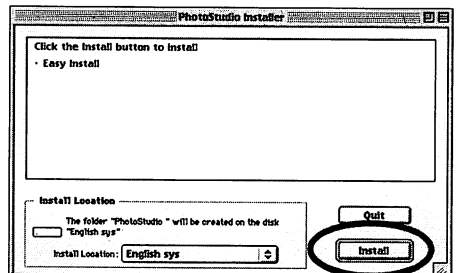 PhotoStudio Installer
Click the Install button to install
· Easy Install
Install Location
The folder "PhotoStudio " will be created on the disk
"English sys"
Install Location: English sys
Quit
Install